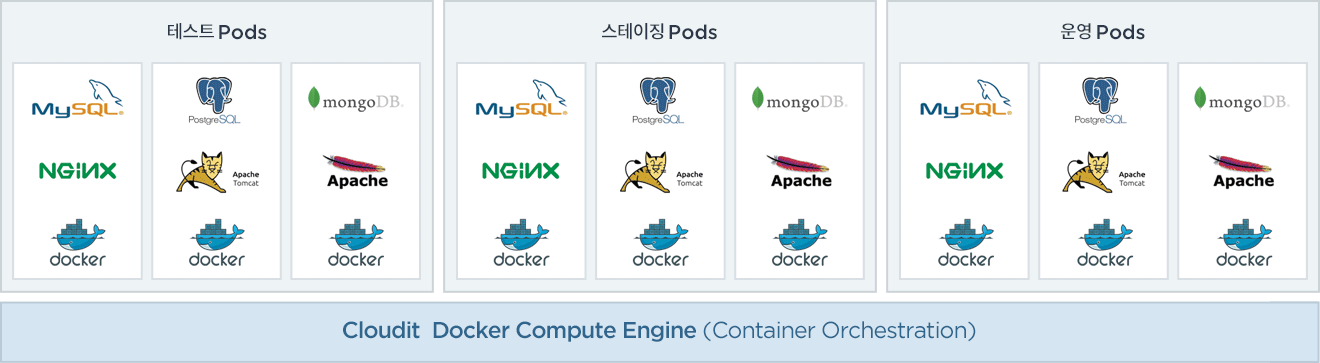 테스트 Pods
MySQL®
PostgreSQL
mongoDB®
NGINX
Apache
Tomcat
Apache
docker
docker
docker
스테이징 Pods
MySQL®
PostgreSQL
mongoDB®
NGINX
Apache
Tomcat
Apache
docker
docker
docker
운영 Pods
MySQL®
PostgreSQL
mongoDB®
NGINX
Apache
Tomcat
Apache
docker
docker
docker
Cloudit Docker Compute Engine (Container Orchestration)